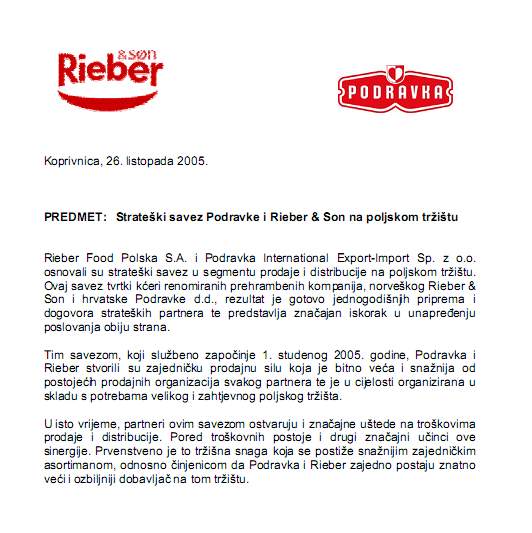 & søn
Rieber
PODRAVKA
Koprivnica, 26. listopada 2005.
PREDMET: Strateški savez Podravke i Rieber & Son na poljskom tržištu
Rieber Food Polska S.A. i Podravka International Export-Import Sp. z o.o.
osnovali su strateški savez u segmentu prodaje i distribucije na poljskom tržištu.
Ovaj savez tvrtki kćeri renomiranih prehrambenih kompanija, norveškog Rieber &
Son i hrvatske Podravke d.d., rezultat je gotovo jednogodišnjih priprema i
dogovora strateških partnera te predstavlja značajan iskorak u unapređenju
poslovanja obiju strana.
Tim savezom, koji službeno započinje 1. studenog 2005. godine, Podravka i
Rieber stvorili su zajedničku prodajnu silu koja je bitno veća i snažnija od
postojećih prodajnih organizacija svakog partnera te je u cijelosti organizirana u
skladu s potrebama velikog i zahtjevnog poljskog tržišta.
U isto vrijeme, partneri ovim savezom ostvaruju i značajne uštede na troškovima
prodaje i distribucije. Pored troškovnih postoje i drugi značajni učinci ove
sinergije. Prvenstveno je to tržišna snaga koja se postiže snažnijim zajedničkim
asortimanom, odnosno činjenicom da Podravka i Rieber zajedno postaju znatno
veći i ozbiljniji dobavljač na tom tržištu.